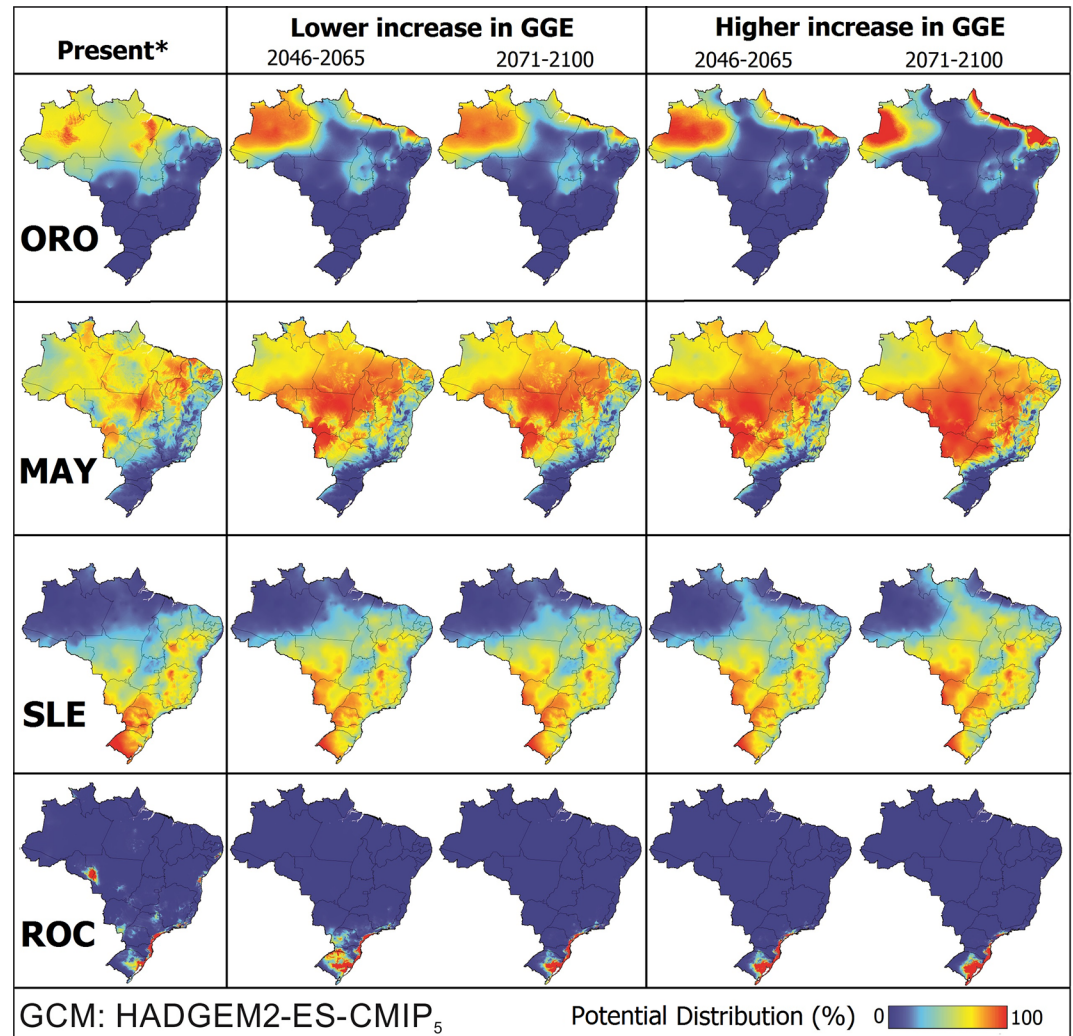 Present*
Lower increase in GGE
2046-2065 2071-2100
Higher increase in GGE
2046-2065 2071-2100
ORO
MAY
SLE
ROC
GCM: HADGEM2-ES-CMIP5
Potential Distribution (%) 0 100